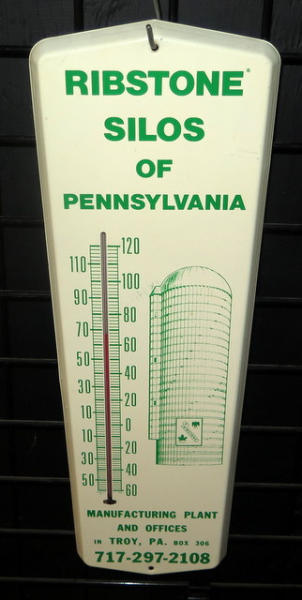 RIBSTONE®
SILOS
OF
PENNSYLVANIA
120
110
100
90
80
70
60
50
40
30
20
10
0
10
20
30
40
50
60
MANUFACTURING PLANT
AND OFFICES
IN TROY, PA. BOX 306
717-297-2108